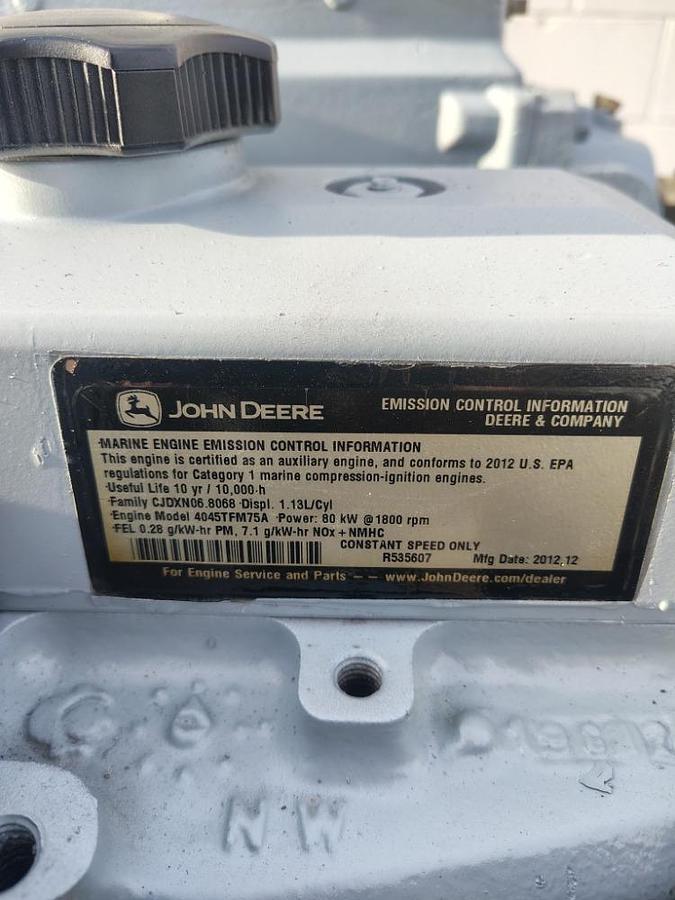 JOHN DEERE
EMISSION CONTROL INFORMATION
DEERE & COMPANY
MARINE ENGINE EMISSION CONTROL INFORMATION
This engine is certified as an auxiliary engine, and conforms to 2012 U.S. EPA
regulations for Category 1 marine compression-ignition engines.
Useful Life 10 yr / 10,000 h
Family CJDXN06.8068 Displ. 1.13L/Cyl
Engine Model 4045TFM75A Power: 80 kW @ 1800 rpm
FEL 0.28 g/kW-hr PM, 7.1 g/kW-hr NOx + NMHC
CONSTANT SPEED ONLY
R535607 Mfg Date: 2012.12
For Engine Service and Parts - - www.JohnDeere.com/dealer
NW